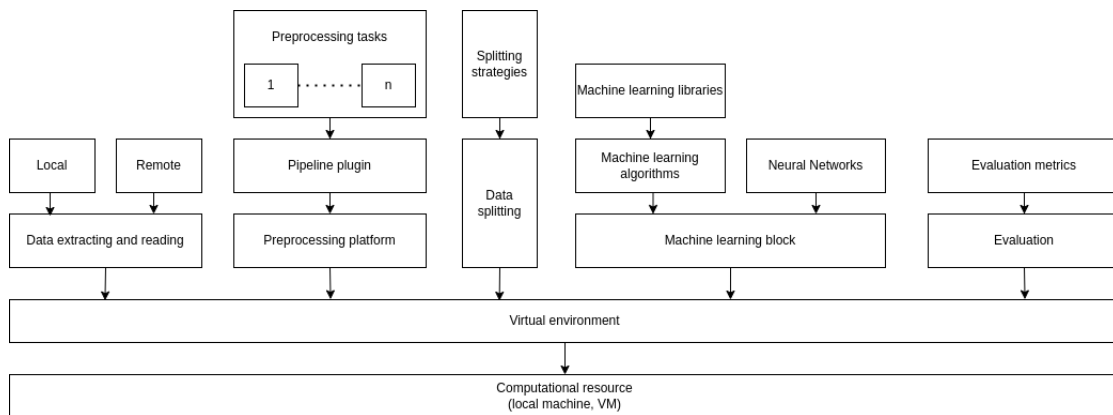 Preprocessing tasks
1
n
Splitting
strategies
Machine learning libraries
Local
Remote
Pipeline plugin
Machine learning
algorithms
Neural Networks
Evaluation metrics
Data
splitting
Data extracting and reading
Preprocessing platform
Machine learning block
Evaluation
Virtual environment
Computational resource
(local machine, VM)